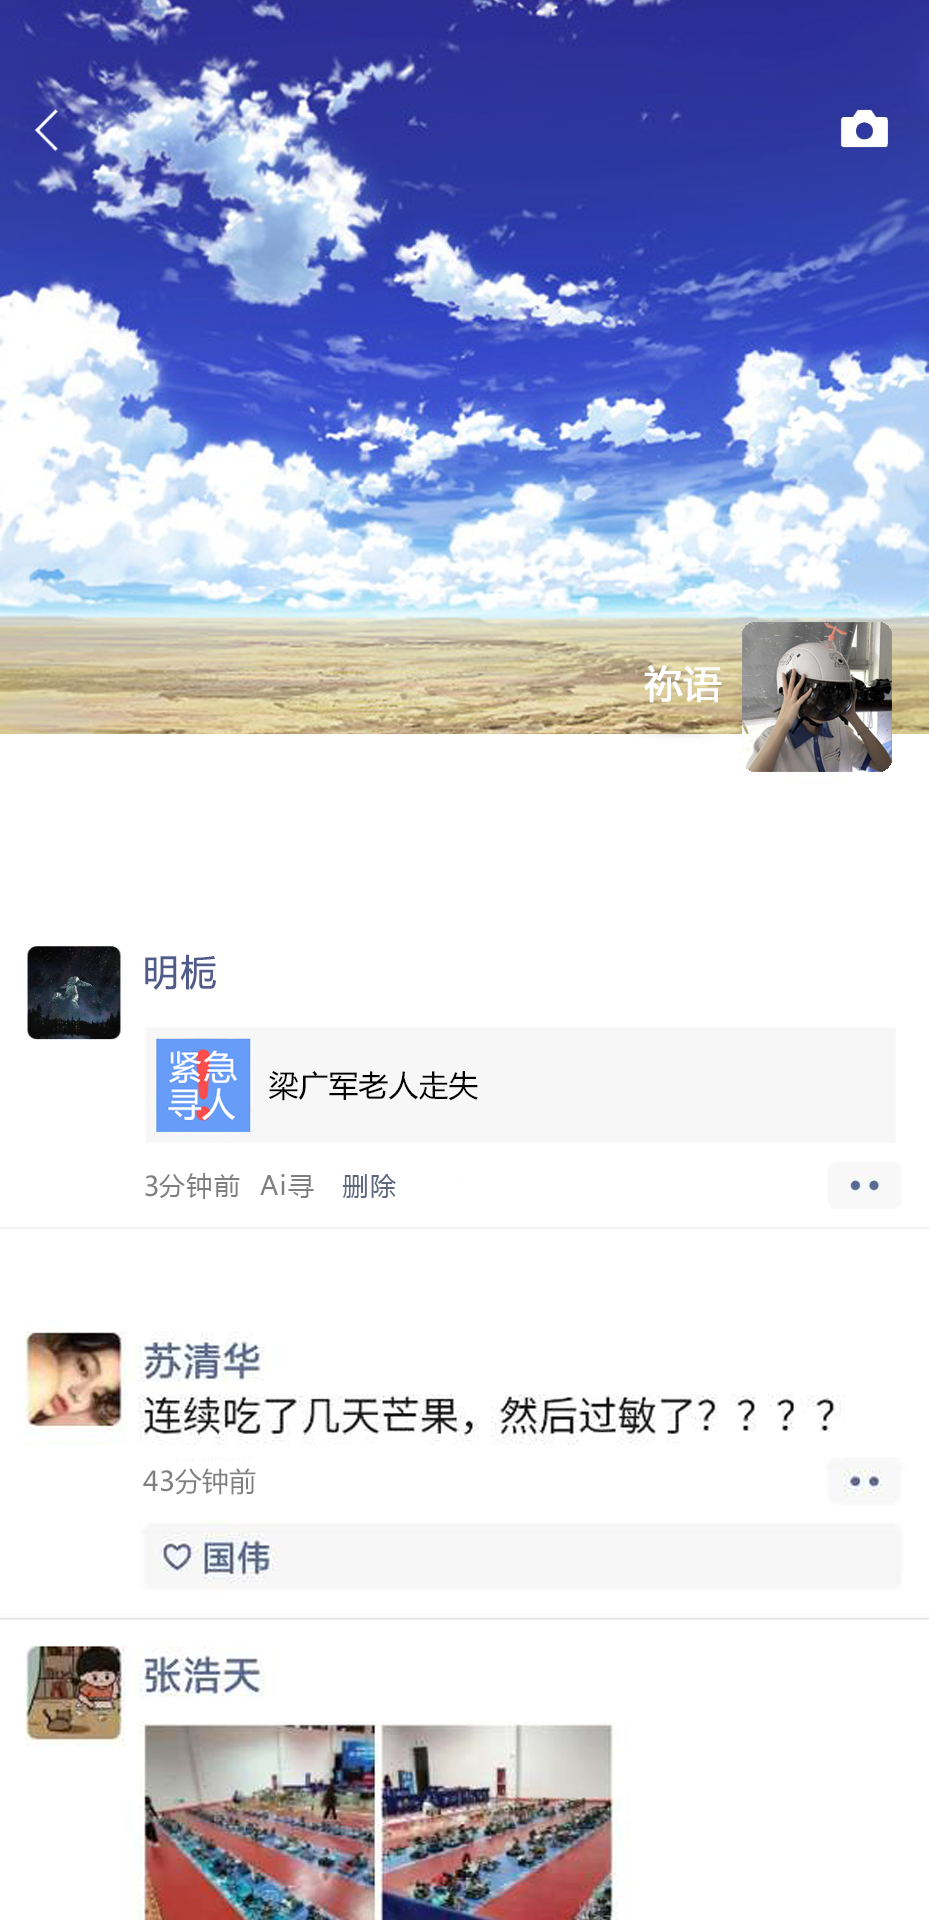 祢语
明栀
紧急
寻人
梁广军老人走失
3分钟前 Ai寻 删除
苏清华
连续吃了几天芒果，然后过敏了？？？？
43分钟前
国伟
张浩天